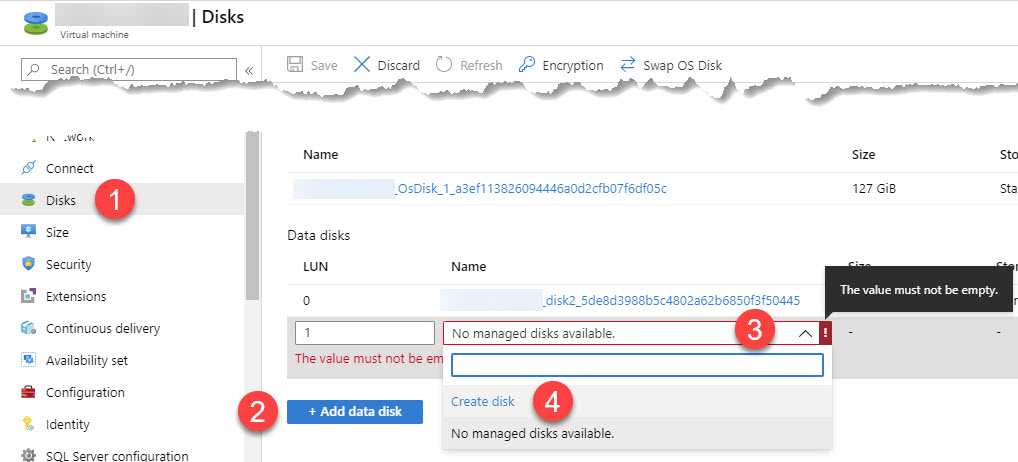 | Disks
Virtual machine
Search (Ctrl+/)
«
Save
Discard
Refresh
Encryption
Swap OS Disk
Connect
Disks
1
Size
Security
Extensions
Continuous delivery
Availability set
Configuration
Identity
SQL Server configuration
Name
Size
Sto
_OsDisk_1_a3ef113826094446a0d2cfb07f6df05c
127 GiB
Sta
Data disks
LUN
Name
Size
0
_disk2_5de8d3988b5c4802a62b6850f3f50445
The value must not be empty.
1
No managed disks available.
3
!
-
-
The value must not be em
Create disk
4
No managed disks available.
2
+ Add data disk